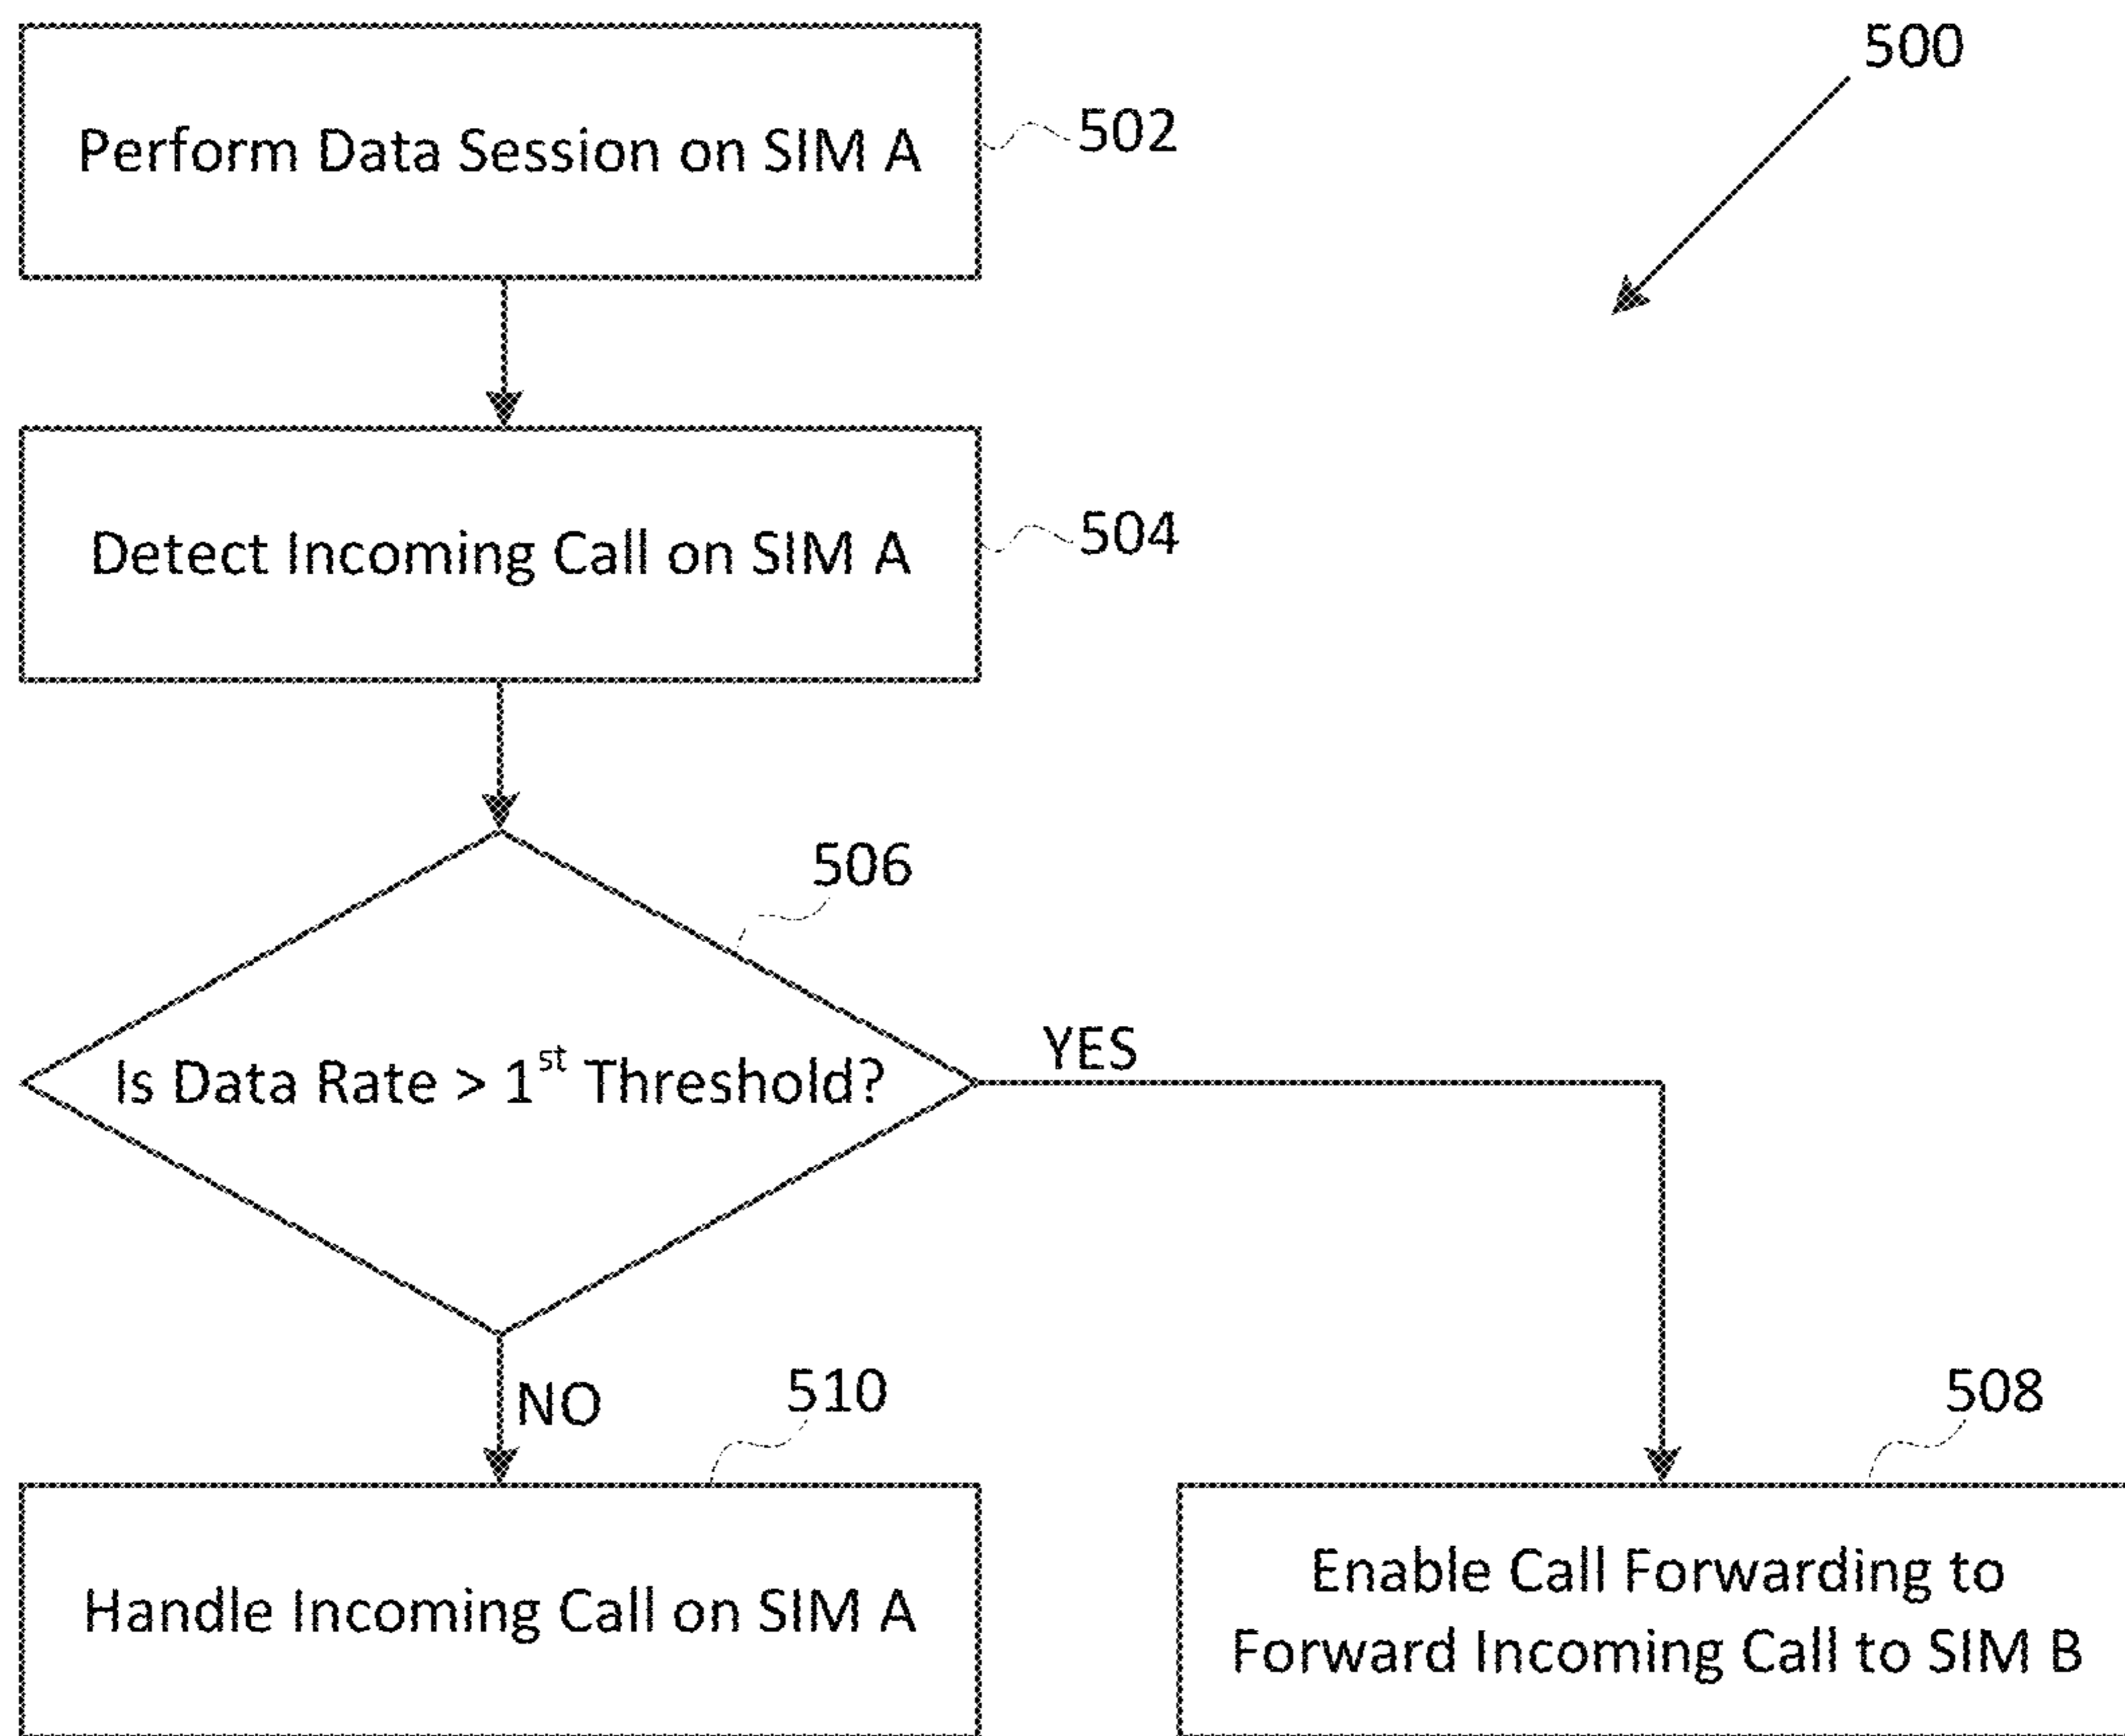 500
Perform Data Session on SIM A
502
Detect Incoming Call on SIM A
504
506
Is Data Rate > 1st Threshold?
YES
NO
510
508
Handle Incoming Call on SIM A
Enable Call Forwarding to
Forward Incoming Call to SIM B